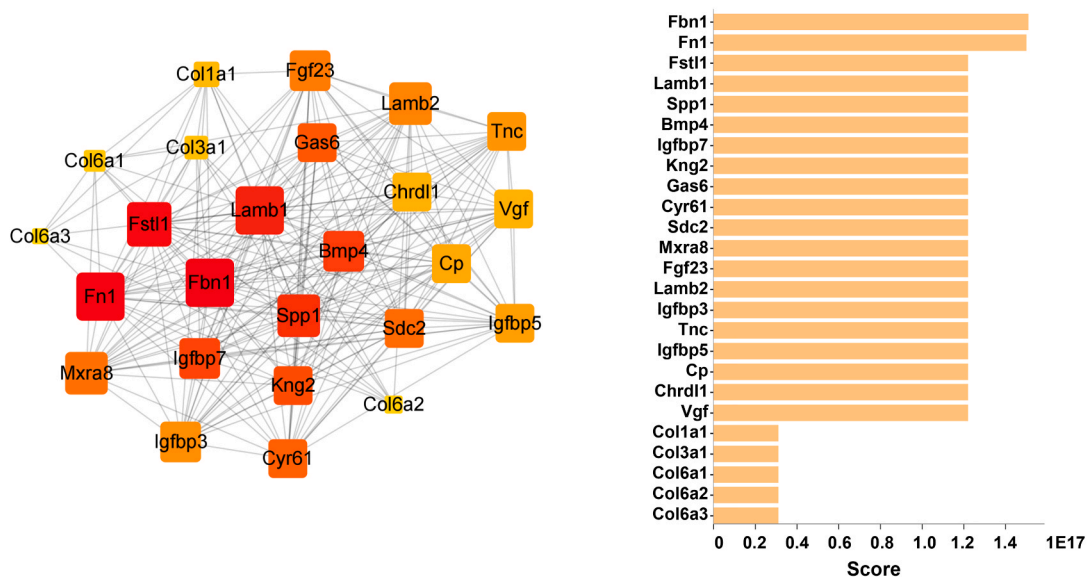 Col1a1
Fgf23
Lamb2
Tnc
Gas6
Col3a1
Col6a1
Chrdl1
Vgf
Lamb1
Fstl1
Col6a3
Bmp4
Cp
Fbn1
Fn1
Spp1
Sdc2
Igfbp5
Igfbp7
Mxra8
Kng2
Col6a2
Igfbp3
Cyr61
Fbn1
Fn1
Fstl1
Lamb1
Spp1
Bmp4
Igfbp7
Kng2
Gas6
Cyr61
Sdc2
Mxra8
Fgf23
Lamb2
Igfbp3
Tnc
Igfbp5
Cp
Chrdl1
Vgf
Col1a1
Col3a1
Col6a1
Col6a2
Col6a3
0 0.2 0.4 0.6 0.8 1.0 1.2 1.4 1E17
Score